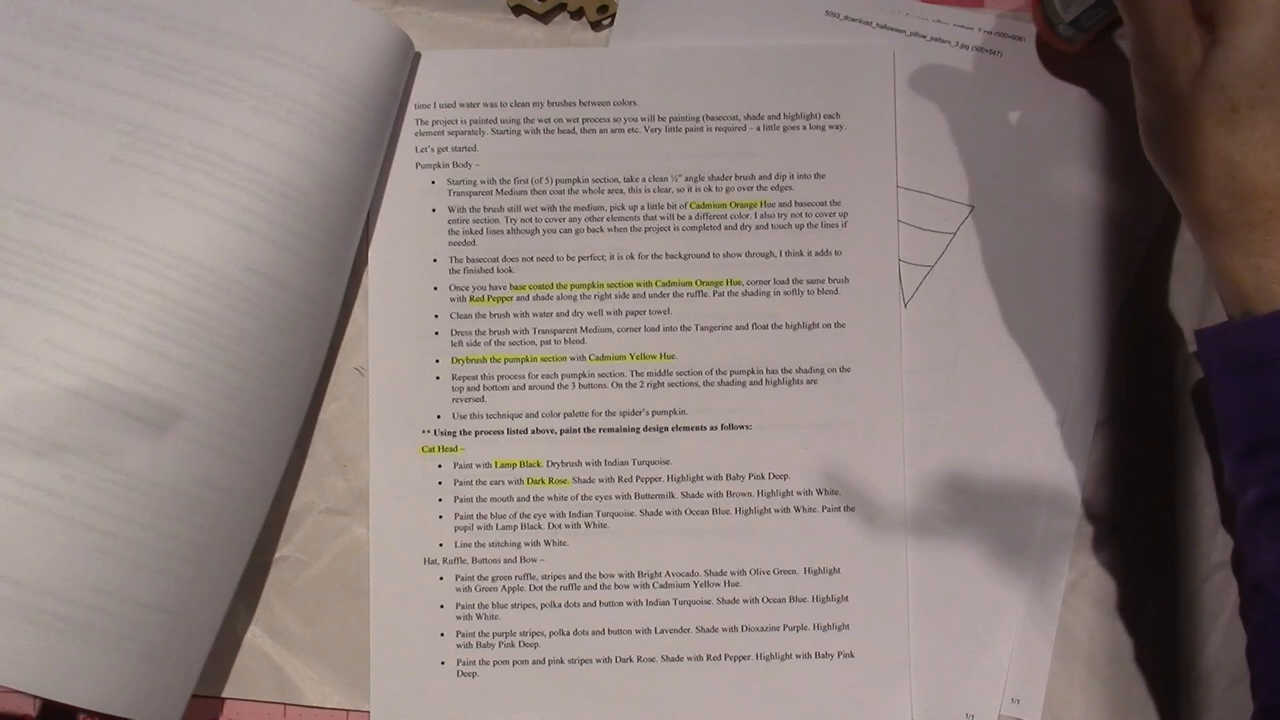 5093_download_halloween_pillow_pattern_3.jpg (500×647)
time I used water was to clean my brushes between colors.
The project is painted using the wet on wet process so you will be painting (basecoat, shade and highlight) each
element separately. Starting with the head, then an arm etc. Very little paint is required – a little goes a long way.
Let's get started.
Pumpkin Body –
• Starting with the first (of 5) pumpkin section, take a clean ½" angle shader brush and dip it into the
Transparent Medium then coat the whole area, this is clear, so it is ok to go over the edges.
• With the brush still wet with the medium, pick up a little bit of Cadmium Orange Hue and basecoat the
entire section. Try not to cover any other elements that will be a different color. I also try not to cover up
the inked lines although you can go back when the project is completed and dry and touch up the lines if
needed.
• The basecoat does not need to be perfect; it is ok for the background to show through, I think it adds to
the finished look.
• Once you have base coated the pumpkin section with Cadmium Orange Hue, corner load the same brush
with Red Pepper and shade along the right side and under the ruffle. Pat the shading in softly to blend.
• Clean the brush with water and dry well with paper towel.
• Dress the brush with Transparent Medium, corner load into the Tangerine and float the highlight on the
left side of the section, pat to blend.
• Drybrush the pumpkin section with Cadmium Yellow Hue.
• Repeat this process for each pumpkin section. The middle section of the pumpkin has the shading on the
top and bottom and around the 3 buttons. On the 2 right sections, the shading and highlights are
reversed.
• Use this technique and color palette for the spider's pumpkin.
** Using the process listed above, paint the remaining design elements as follows:
Cat Head –
• Paint with Lamp Black. Drybrush with Indian Turquoise.
• Paint the ears with Dark Rose. Shade with Red Pepper. Highlight with Baby Pink Deep.
• Paint the mouth and the white of the eyes with Buttermilk. Shade with Brown. Highlight with White.
• Paint the blue of the eye with Indian Turquoise. Shade with Ocean Blue. Highlight with White. Paint the
pupil with Lamp Black. Dot with White.
• Line the stitching with White.
Hat, Ruffle, Buttons and Bow –
• Paint the green ruffle, stripes and the bow with Bright Avocado. Shade with Olive Green. Highlight
with Green Apple. Dot the ruffle and the bow with Cadmium Yellow Hue.
• Paint the blue stripes, polka dots and button with Indian Turquoise. Shade with Ocean Blue. Highlight
with White.
• Paint the purple stripes, polka dots and button with Lavender. Shade with Dioxazine Purple. Highlight
with Baby Pink Deep.
• Paint the pom pom and pink stripes with Dark Rose. Shade with Red Pepper. Highlight with Baby Pink
Deep.
1/1
1/1